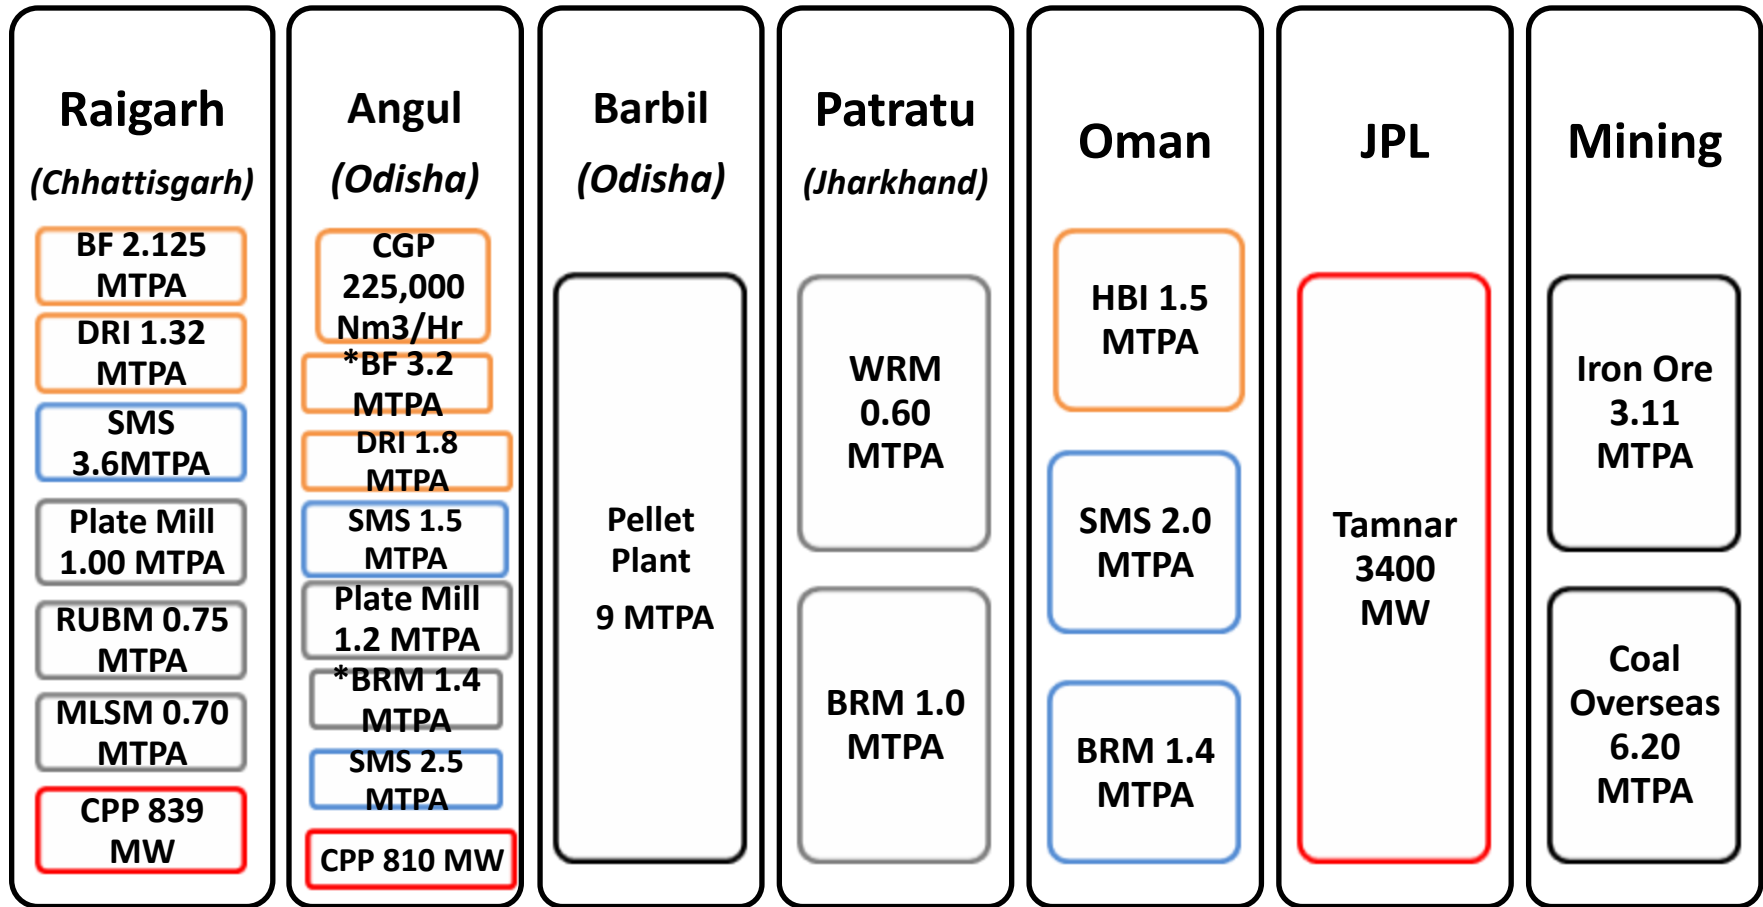 Raigarh
(Chhattisgarh)
BF 2.125
MTPA
DRI 1.32
MTPA
SMS
3.6MTPA
Plate Mill
1.00 MTPA
RUBM 0.75
MTPA
MLSM 0.70
MTPA
CPP 839
MW
Angul
(Odisha)
CGP
225,000
Nm3/Hr
*BF 3.2
MTPA
DRI 1.8
MTPA
SMS 1.5
MTPA
Plate Mill
1.2 MTPA
*BRM 1.4
MTPA
SMS 2.5
MTPA
CPP 810 MW
Barbil
(Odisha)
Pellet
Plant
9 MTPA
Patratu
(Jharkhand)
WRM
0.60
MTPA
BRM 1.0
MTPA
Oman
HBI 1.5
MTPA
SMS 2.0
MTPA
BRM 1.4
MTPA
JPL
Tamnar
3400
MW
Mining
Iron Ore
3.11
MTPA
Coal
Overseas
6.20
MTPA